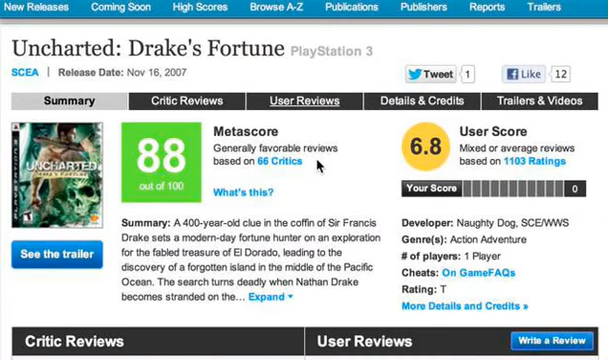 New Releases Coming Soon High Scores Browse A-Z Publications Publishers Reports Trailers
Uncharted: Drake's Fortune PlayStation 3
SCEA | Release Date: Nov 16, 2007
Tweet 1 Like 12
Summary Critic Reviews User Reviews Details & Credits Trailers & Videos
UNCHARTED
DRAKE'S FORTUNE
See the trailer
88
out of 100
Metascore
Generally favorable reviews
based on 66 Critics
What's this?
6.8
User Score
Mixed or average reviews
based on 1103 Ratings
Your Score 0
Summary: A 400-year-old clue in the coffin of Sir Francis
Drake sets a modern-day fortune hunter on an exploration
for the fabled treasure of El Dorado, leading to the
discovery of a forgotten island in the middle of the Pacific
Ocean. The search turns deadly when Nathan Drake
becomes stranded on the... Expand
Developer: Naughty Dog, SCE/WWS
Genre(s): Action Adventure
# of players: 1 Player
Cheats: On GameFAQs
Rating: T
More Details and Credits »
Critic Reviews
User Reviews Write a Review